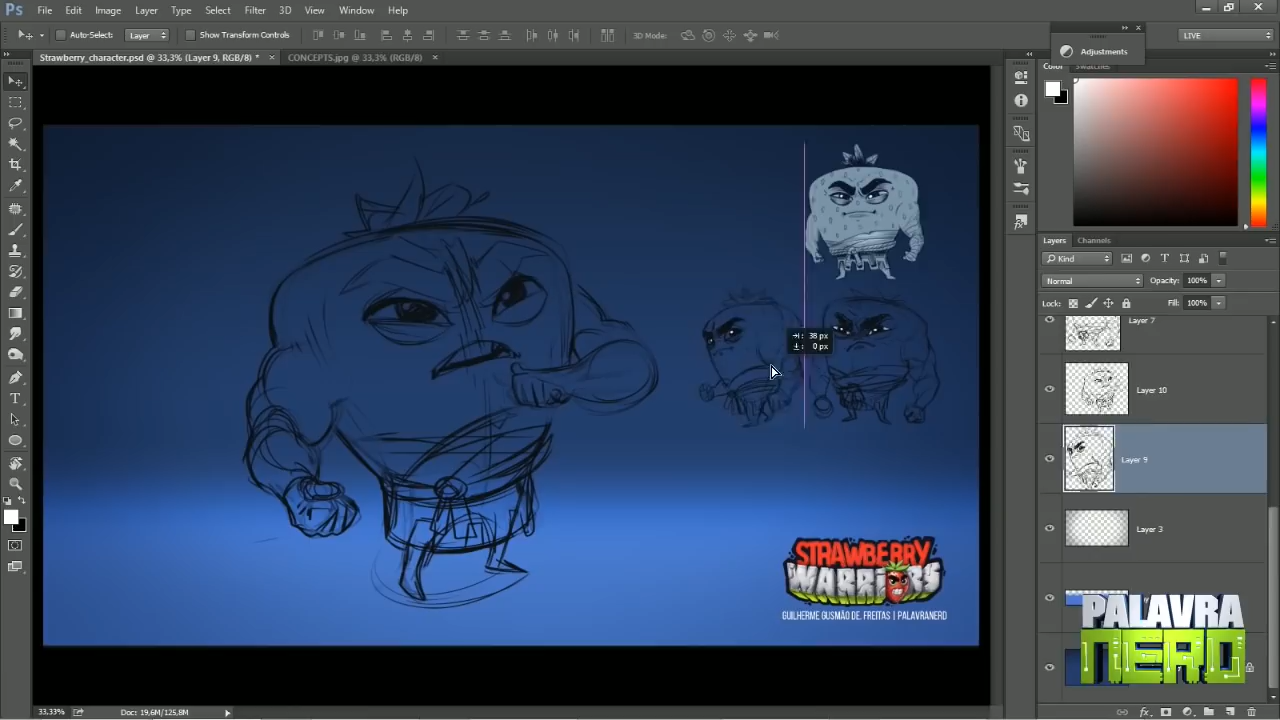 Ps File Edit Image Layer Type Select Filter 3D View Window Help
Auto-Select: Layer Show Transform Controls 3D Mode: LIVE
Adjustments
Strawberry_character.psd @ 33,3% (Layer 9, RGB/8) * × CONCEPTS.jpg @ 33,3% (RGB/8) ×
Color Swatches
38 px
0 px
Layers Channels
Kind
Normal Opacity: 100%
Lock: Fill: 100%
Layer 7
Layer 10
Layer 9
Layer 3
STRAWBERRY
WARRIORS
GUILHERME GUSMÃO DE. FREITAS | PALAVRANERD
PALAVRA
NERD
33,33% Doc: 19,6M/125,8M